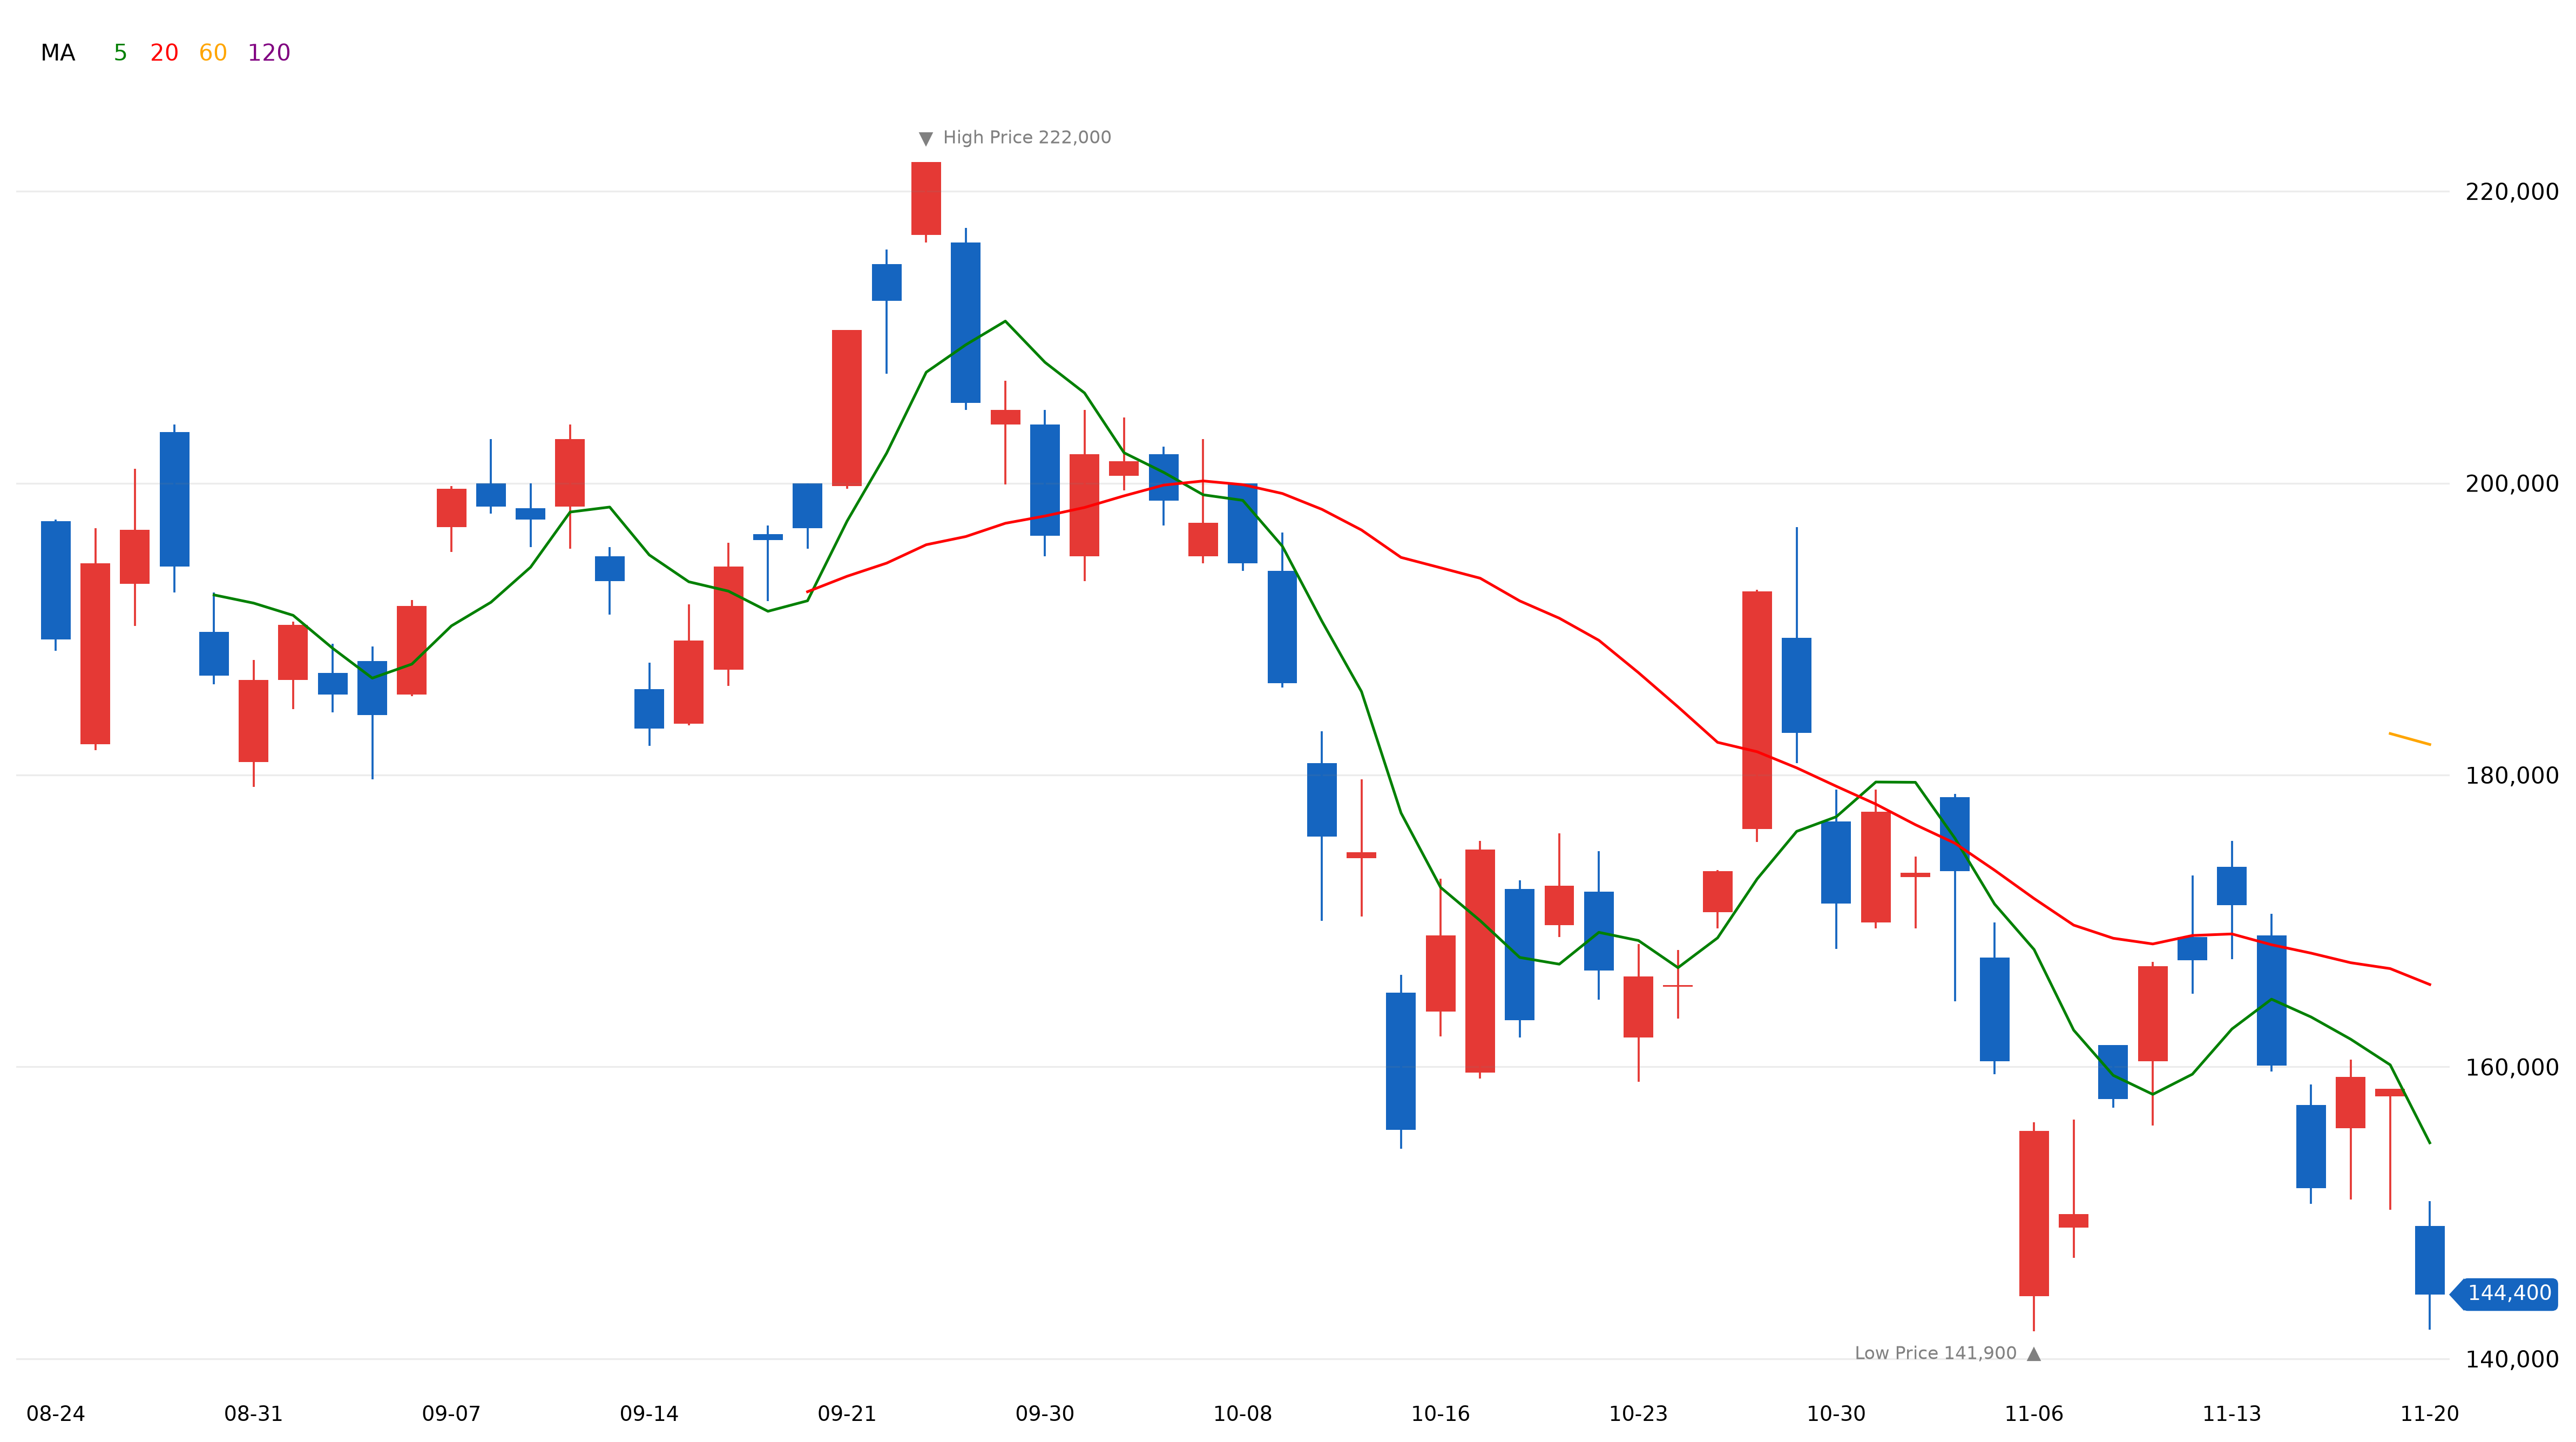 MA 5 20 60 120
▼ High Price 222,000
220,000
200,000
180,000
160,000
144,400
Low Price 141,900 ▲
140,000
08-24 08-31 09-07 09-14 09-21 09-30 10-08 10-16 10-23 10-30 11-06 11-13 11-20